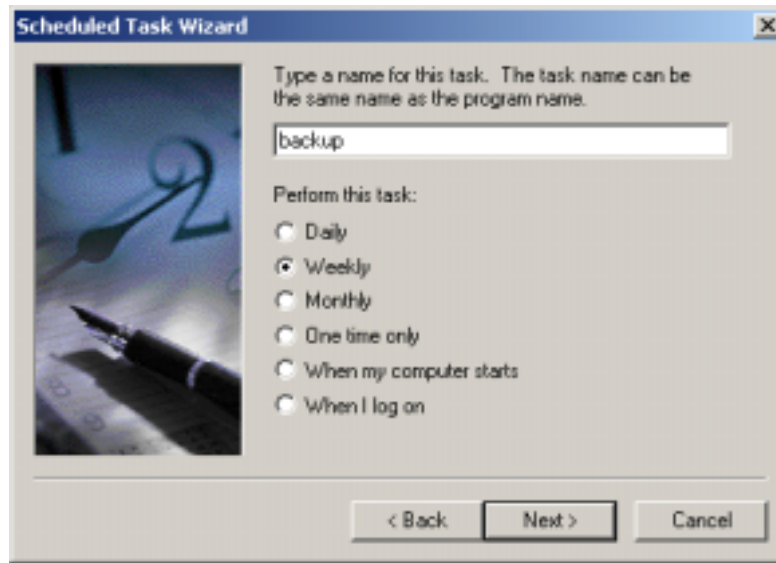 Scheduled Task Wizard
Type a name for this task. The task name can be
the same name as the program name.
backup
Perform this task:
Daily
Weekly
Monthly
One time only
When my computer starts
When I log on
< Back
Next >
Cancel
2